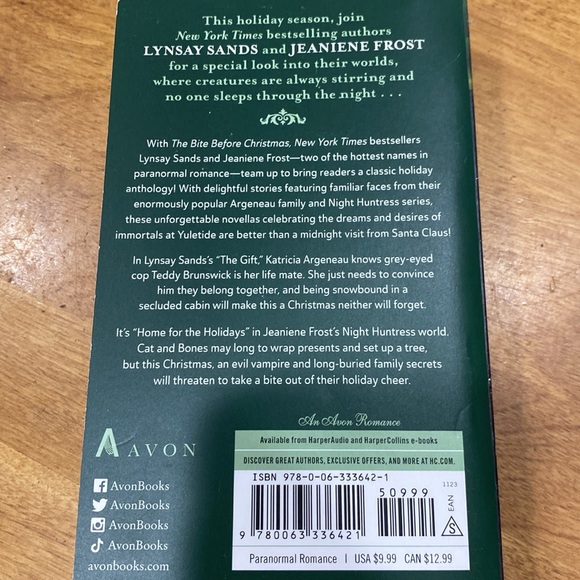 This holiday season, join
New York Times bestselling authors
LYNSAY SANDS and JEANIENE FROST
for a special look into their worlds,
where creatures are always stirring and
no one sleeps through the night . . .
With The Bite Before Christmas, New York Times bestsellers
Lynsay Sands and Jeaniene Frost—two of the hottest names in
paranormal romance—team up to bring readers a classic holiday
anthology! With delightful stories featuring familiar faces from their
enormously popular Argeneau family and Night Huntress series,
these unforgettable novellas celebrating the dreams and desires of
immortals at Yuletide are better than a midnight visit from Santa Claus!
In Lynsay Sands's “The Gift,” Katricia Argeneau knows grey-eyed
cop Teddy Brunswick is her life mate. She just needs to convince
him they belong together, and being snowbound in a
secluded cabin will make this a Christmas neither will forget.
It's “Home for the Holidays” in Jeaniene Frost's Night Huntress world.
Cat and Bones may long to wrap presents and set up a tree,
but this Christmas, an evil vampire and long-buried family secrets
will threaten to take a bite out of their holiday cheer.
An Avon Romance
Available from HarperAudio and HarperCollins e-books
DISCOVER GREAT AUTHORS, EXCLUSIVE OFFERS, AND MORE AT HC.COM.
AVON
AvonBooks
AvonBooks
AvonBooks
AvonBooks
avonbooks.com
ISBN 978-0-06-333642-1
50999
9 780063 336421
1123
EAN
S
Paranormal Romance | USA $9.99 CAN $12.99